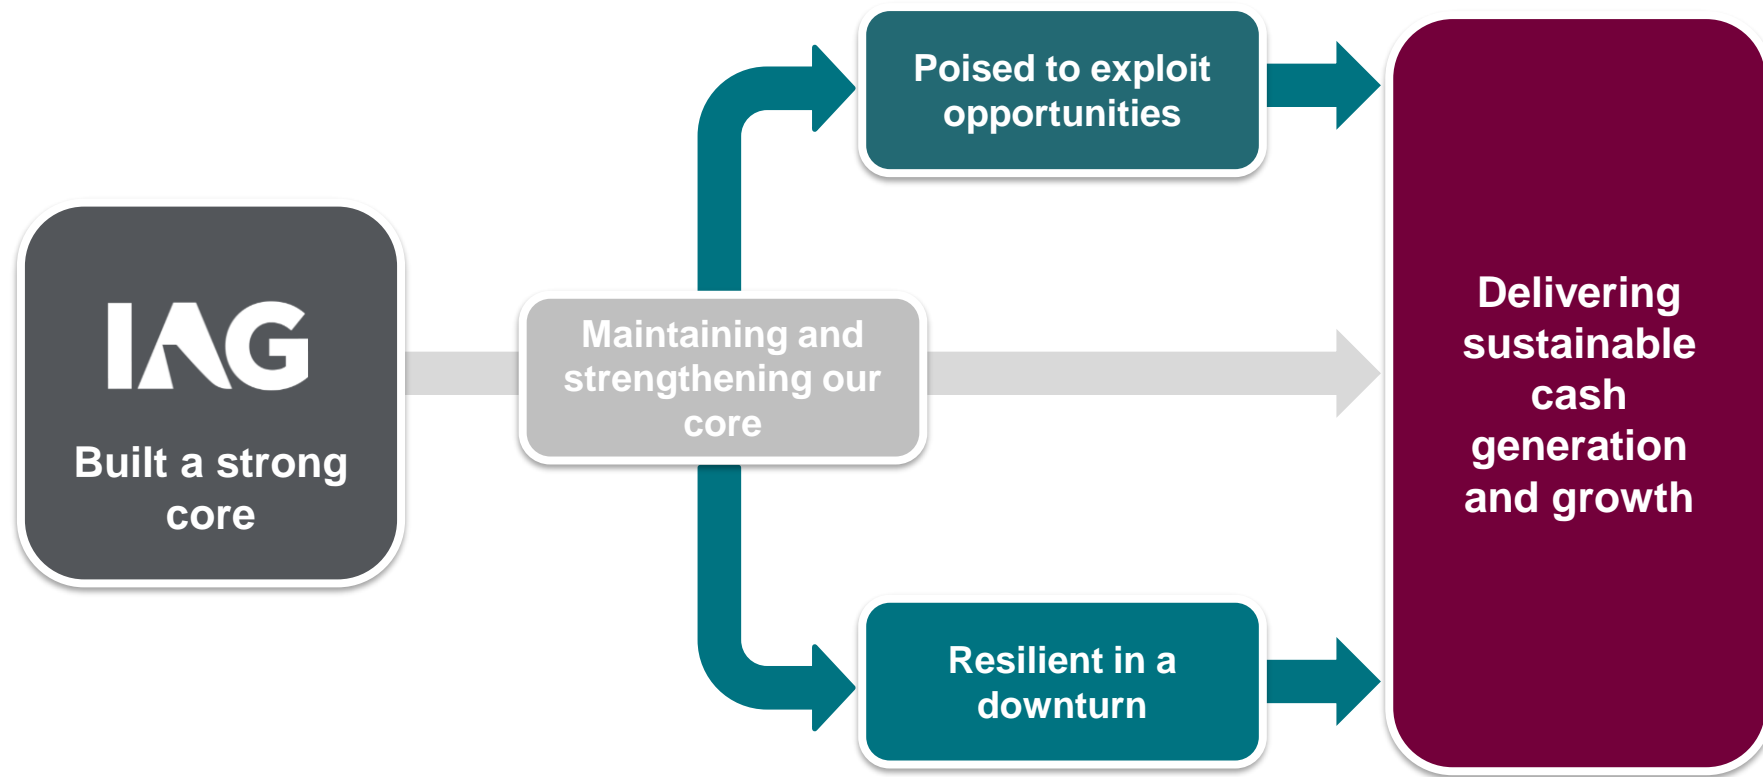 IAG
Built a strong
core
Maintaining and
strengthening our
core
Poised to exploit
opportunities
Resilient in a
downturn
Delivering
sustainable
cash
generation
and growth